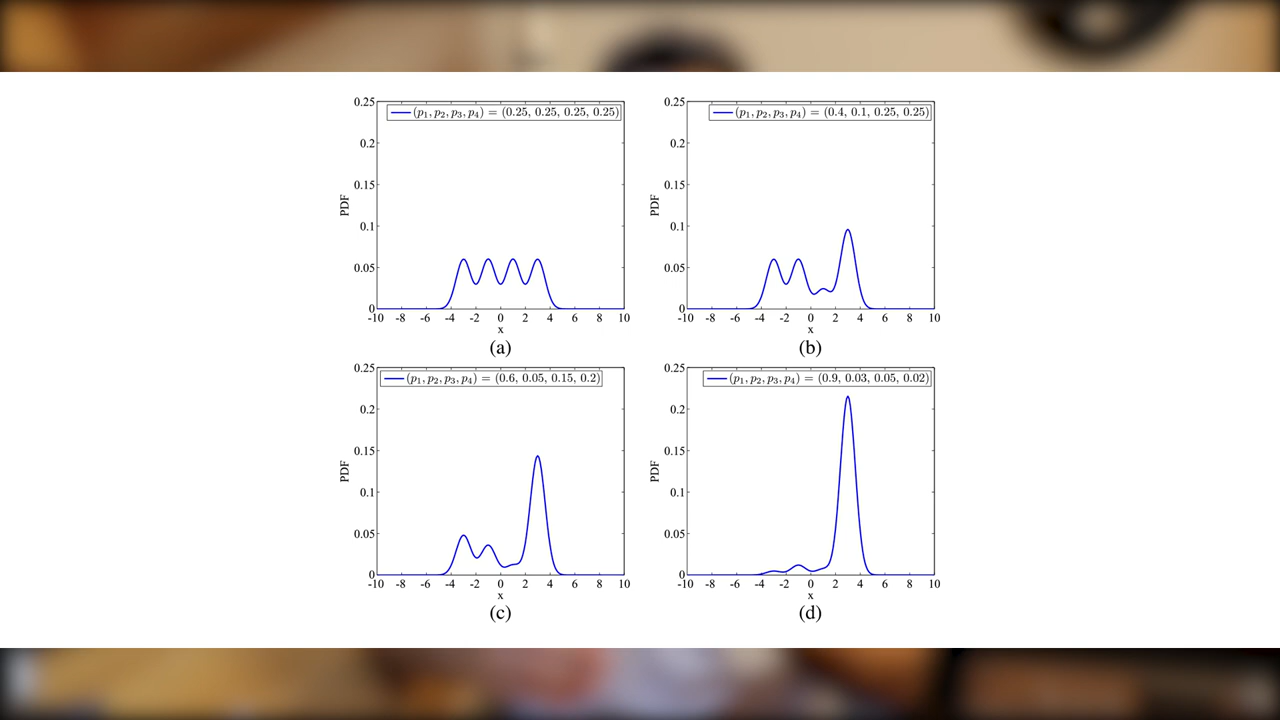 0.25
(p₁, p₂, p₃, p₄) = (0.25, 0.25, 0.25, 0.25)
0.2
0.15
0.1
0.05
0
PDF
-10 -8 -6 -4 -2 0 2 4 6 8 10
x
(a)
0.25
(p₁, p₂, p₃, p₄) = (0.4, 0.1, 0.25, 0.25)
0.2
0.15
0.1
0.05
0
PDF
-10 -8 -6 -4 -2 0 2 4 6 8 10
x
(b)
0.25
(p₁, p₂, p₃, p₄) = (0.6, 0.05, 0.15, 0.2)
0.2
0.15
0.1
0.05
0
PDF
-10 -8 -6 -4 -2 0 2 4 6 8 10
x
(c)
0.25
(p₁, p₂, p₃, p₄) = (0.9, 0.03, 0.05, 0.02)
0.2
0.15
0.1
0.05
0
PDF
-10 -8 -6 -4 -2 0 2 4 6 8 10
x
(d)